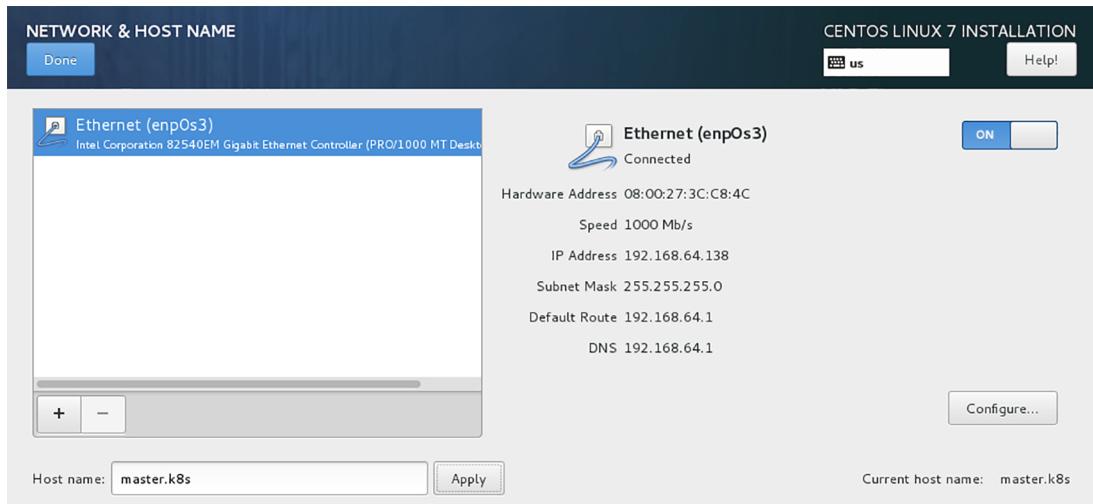 NETWORK & HOST NAME
CENTOS LINUX 7 INSTALLATION
Done
us
Help!
Ethernet (enp0s3)
Intel Corporation 82540EM Gigabit Ethernet Controller (PRO/1000 MT Deskt
Ethernet (enp0s3)
Connected
ON
Hardware Address 08:00:27:3C:C8:4C
Speed 1000 Mb/s
IP Address 192.168.64.138
Subnet Mask 255.255.255.0
Default Route 192.168.64.1
DNS 192.168.64.1
+ −
Configure...
Host name: master.k8s Apply
Current host name: master.k8s